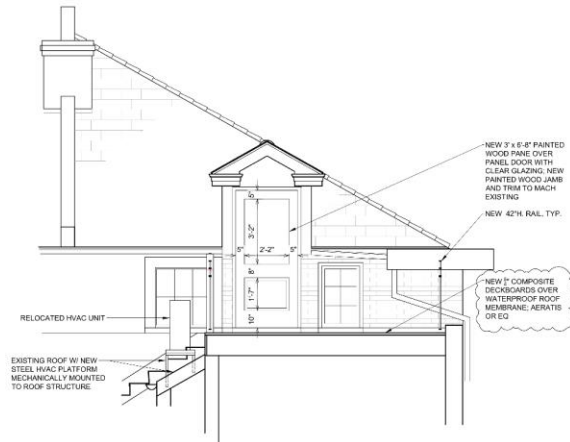 NEW 3' x 6'-8" PAINTED
WOOD PANE OVER
PANEL DOOR WITH
CLEAR GLAZING; NEW
PAINTED WOOD JAMB
AND TRIM TO MACH
EXISTING
NEW 42"H. RAIL, TYP.
5"
3'-2"
5"
2'-2"
5"
8"
1'-7"
10"
NEW COMPOSITE
DECKBOARDS OVER
WATERPROOF ROOF
MEMBRANE; AERATIS
OR EQ
RELOCATED HVAC UNIT
EXISTING ROOF W/ NEW
STEEL HVAC PLATFORM
MECHANICALLY MOUNTED
TO ROOF STRUCTURE